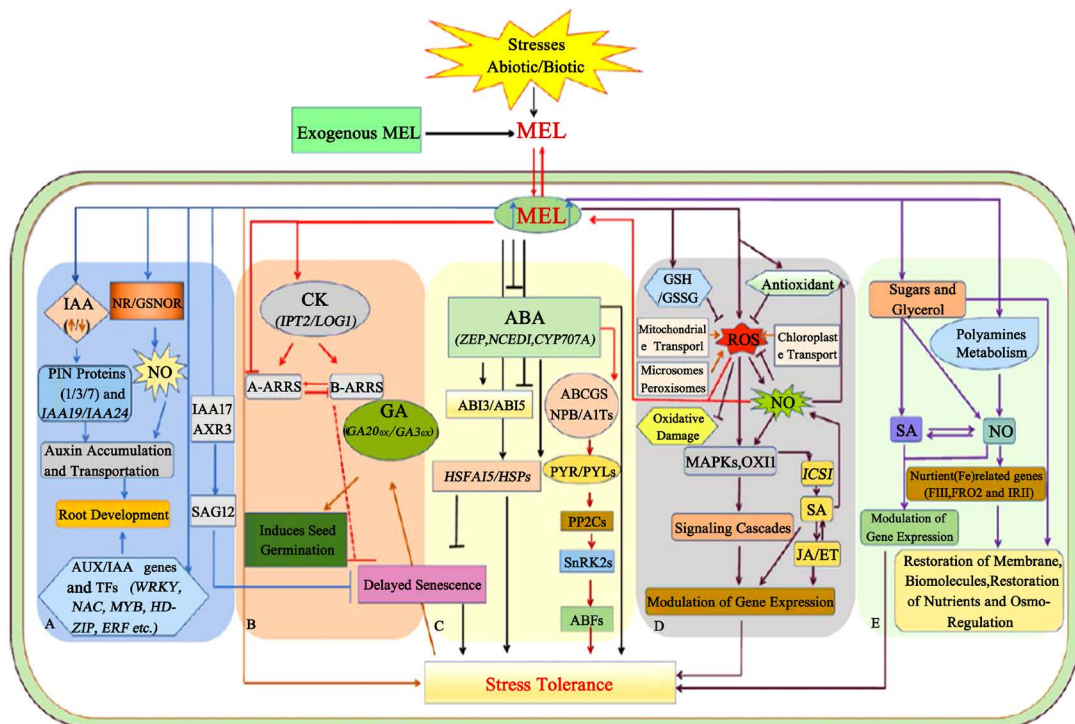 Stresses
Abiotic/Biotic
Exogenous MEL
MEL
MEL
IAA
(↑/↓)
NR/GSNOR
NO
PIN Proteins
(1/3/7) and
IAA19/IAA24
Auxin Accumulation
and Transportation
Root Development
AUX/IAA genes
and TFs (WRKY,
NAC, MYB, HD-
ZIP, ERF etc.)
A
IAA17
AXR3
SAG12
CK
(IPT2/LOG1)
A-ARRS
B-ARRS
GA
(GA20ox/GA3ox)
Induces Seed
Germination
Delayed Senescence
B
ABA
(ZEP,NCEDI,CYP707A)
ABI3/ABI5
HSFAI5/HSPs
ABCGS
NPB/A1Ts
PYR/PYLs
PP2Cs
SnRK2s
ABFs
C
Stress Tolerance
GSH
/GSSG
Antioxidant
Mitochondrial
e Transporl
ROS
Chloroplast
e Transport
Microsomes
Peroxisomes
Oxidative
Damage
NO
MAPKs,OXII
ICSI
SA
Signaling Cascades
JA/ET
Modulation of Gene Expression
D
Sugars and
Glycerol
Polyamines
Metabolism
SA
NO
Nurtient(Fe)related genes
(FIII,FRO2 and IRII)
Modulation of
Gene Expression
Restoration of Membrane,
Biomolecules,Restoration
of Nutrients and Osmo-
Regulation
E